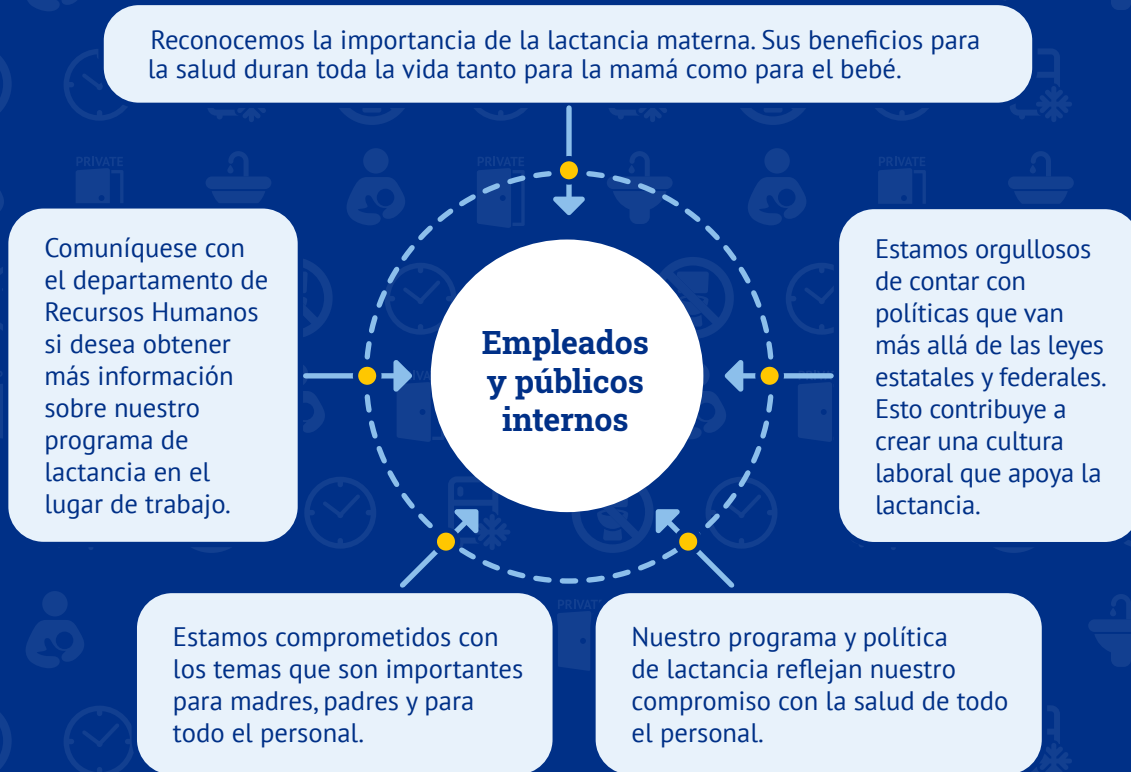 Reconocemos la importancia de la lactancia materna. Sus beneficios para
la salud duran toda la vida tanto para la mamá como para el bebé.
PRIVATE
PRIVATE
PRIVATE
Comuníquese con
el departamento de
Recursos Humanos
si desea obtener
más información
sobre nuestro
programa de
lactancia en el
lugar de trabajo.
Empleados
y públicos
internos
Estamos orgullosos
de contar con
políticas que van
más allá de las leyes
estatales y federales.
Esto contribuye a
crear una cultura
laboral que apoya la
lactancia.
Estamos comprometidos con
los temas que son importantes
para madres, padres y para
todo el personal.
Nuestro programa y política
de lactancia reflejan nuestro
compromiso con la salud de todo
el personal.